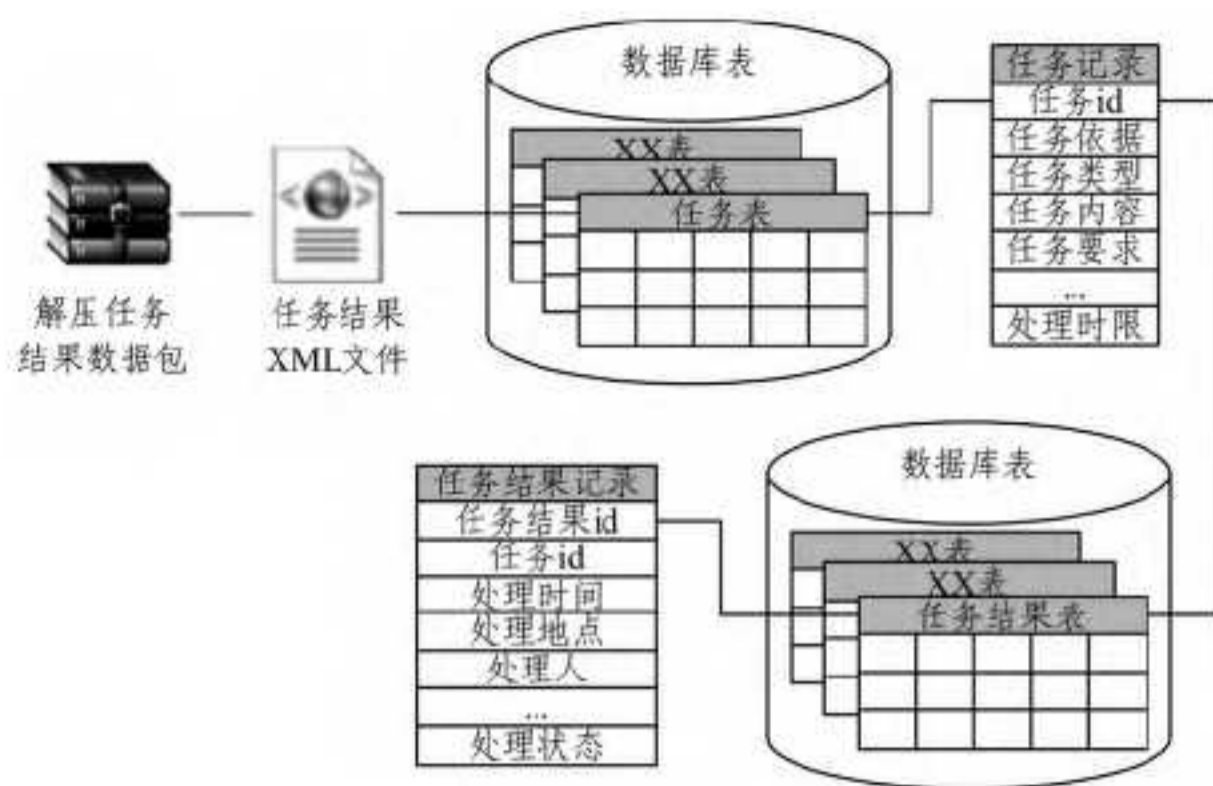 数据库表
XX表
XX表
任务表
任务记录
任务id
任务依据
任务类型
任务内容
任务要求
...
处理时限
解压任务
结果数据包
任务结果
XML文件
任务结果记录
任务结果id
任务id
处理时间
处理地点
处理人
...
处理状态
数据库表
XX表
XX表
任务结果表